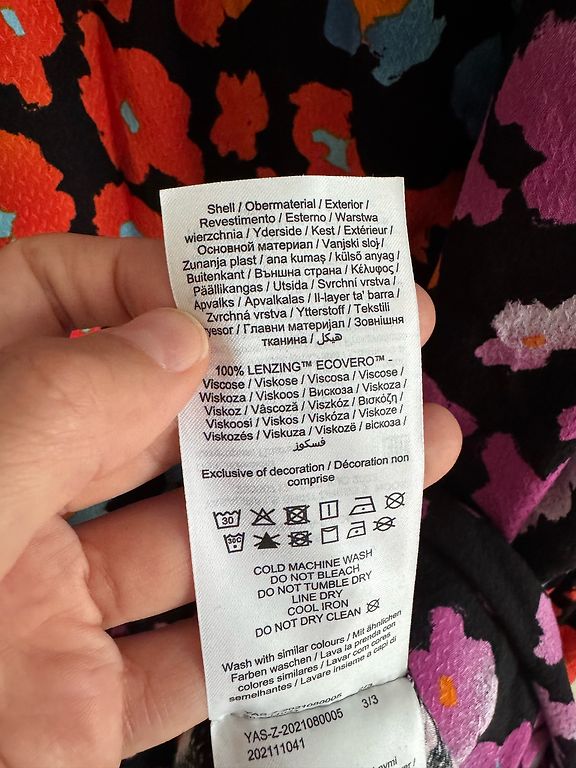 Shell / Obermaterial / Exterior /
Revestimento / Esterno / Warstwa
wierzchnia / Yderside / Kest / Extérieur /
Основной материал / Vanjski sloj /
Zunanja plast / ana kumaş / külső anyag /
Buitenkant / Външна страна / Κέλυφος /
Päällikangas / Utsida / Svrchní vrstva /
Apvalks / Apvalkalas / Il-layer ta' barra /
Zvrchná vrstva / Ytterstoff / Tekstili
/ Главни материјал / Зовнішня
тканина / هيكل
100% LENZING™ ECOVERO™ -
Viscose / Viskose / Viscosa / Viscose /
Wiskoza / Viskoos / Вискоза / Viskoza /
Viskoz / Vâscoză / Viszkóz / Βισκόζη /
Viskoosi / Viskos / Viskóza / Viskoze /
Viskozés / Viskuza / Viskozë / віскоза /
فسكوز
Exclusive of decoration / Décoration non
comprise
30
COLD MACHINE WASH
DO NOT BLEACH
DO NOT TUMBLE DRY
LINE DRY
COOL IRON
DO NOT DRY CLEAN
Wash with similar colours / Mit ähnlichen
Farben waschen / Lava la prenda con
colores similares / Lavar com cores
semelhantes / Lavare insieme a capi di
YAS-Z-2021080005 3/3
202111041